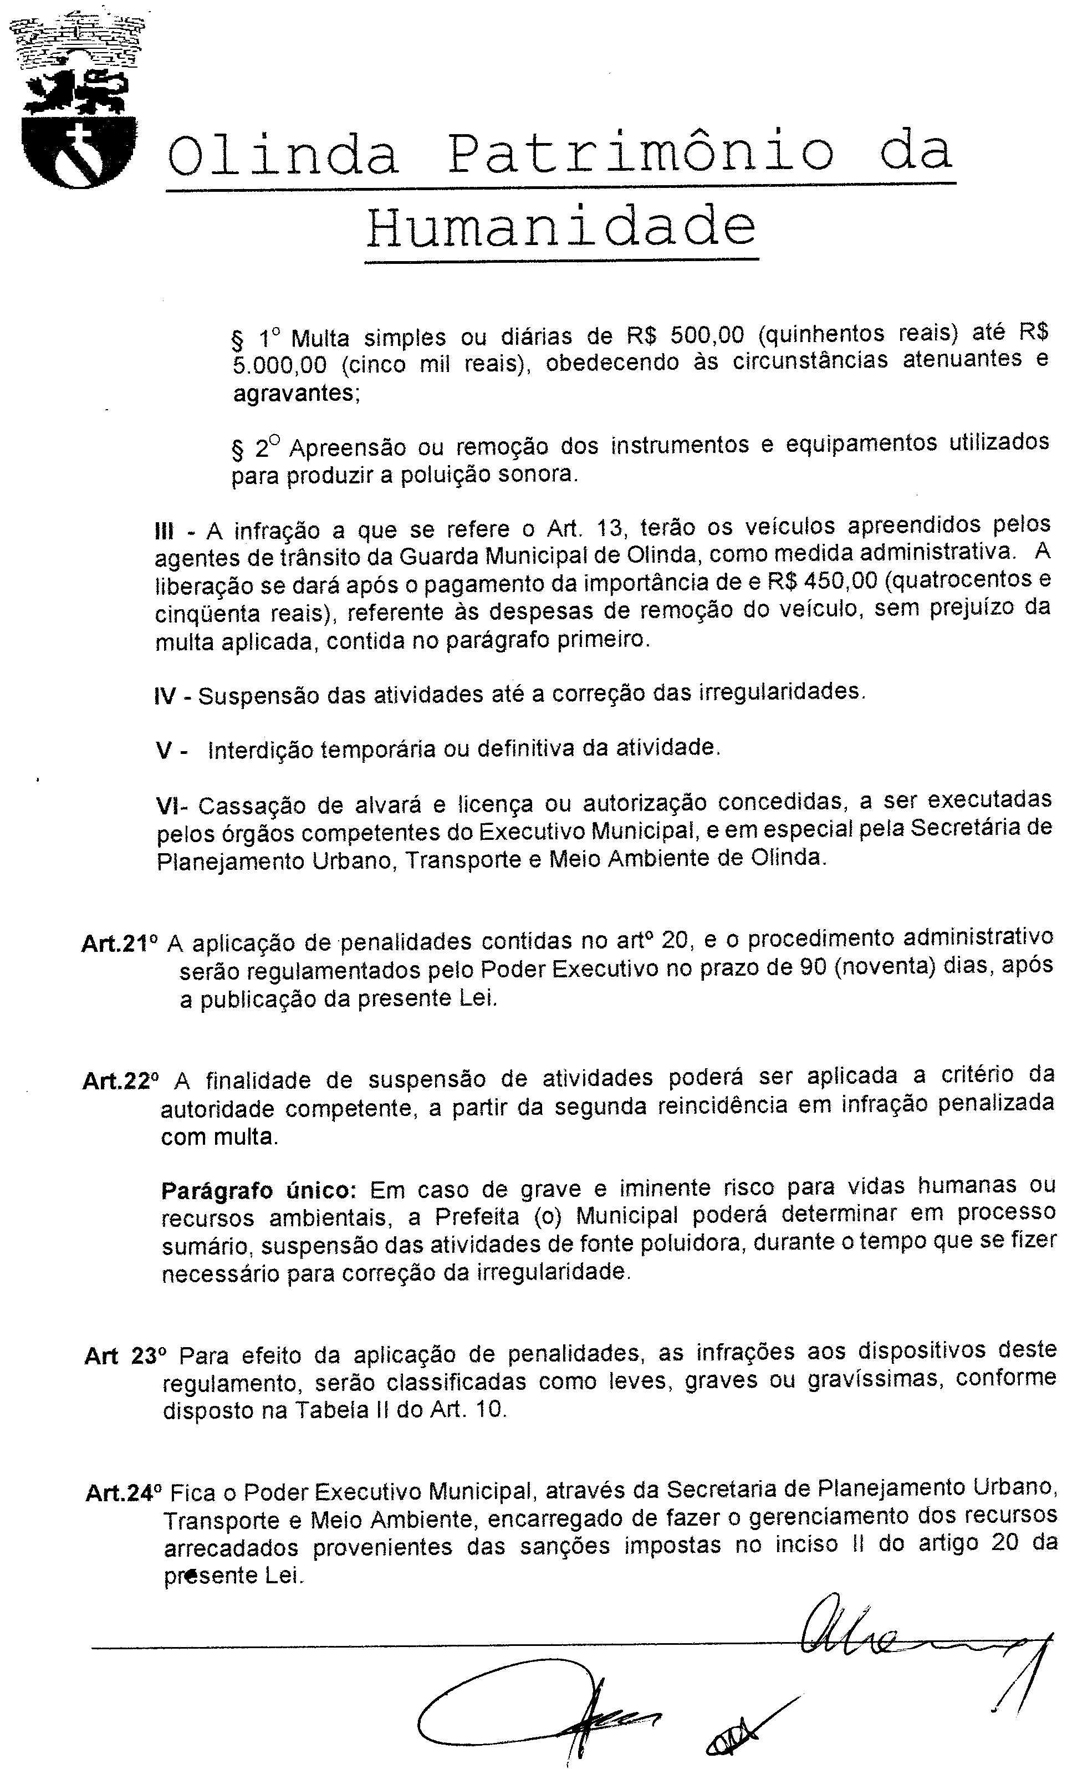 Olinda Patrimônio da
Humanidade
§ 1º Multa simples ou diárias de R$ 500,00 (quinhentos reais) até R$
5.000,00 (cinco mil reais), obedecendo às circunstâncias atenuantes e
agravantes;
§ 2º Apreensão ou remoção dos instrumentos e equipamentos utilizados
para produzir a poluição sonora.
III - A infração a que se refere o Art. 13, terão os veículos apreendidos pelos
agentes de trânsito da Guarda Municipal de Olinda, como medida administrativa. A
liberação se dará após o pagamento da importância de e R$ 450,00 (quatrocentos e
cinqüenta reais), referente às despesas de remoção do veículo, sem prejuízo da
multa aplicada, contida no parágrafo primeiro.
IV - Suspensão das atividades até a correção das irregularidades.
V - Interdição temporária ou definitiva da atividade.
VI- Cassação de alvará e licença ou autorização concedidas, a ser executadas
pelos órgãos competentes do Executivo Municipal, e em especial pela Secretária de
Planejamento Urbano, Transporte e Meio Ambiente de Olinda.
Art.21º A aplicação de penalidades contidas no artº 20, e o procedimento administrativo
serão regulamentados pelo Poder Executivo no prazo de 90 (noventa) dias, após
a publicação da presente Lei.
Art.22º A finalidade de suspensão de atividades poderá ser aplicada a critério da
autoridade competente, a partir da segunda reincidência em infração penalizada
com multa.
Parágrafo único: Em caso de grave e iminente risco para vidas humanas ou
recursos ambientais, a Prefeita (o) Municipal poderá determinar em processo
sumário, suspensão das atividades de fonte poluidora, durante o tempo que se fizer
necessário para correção da irregularidade.
Art 23º Para efeito da aplicação de penalidades, as infrações aos dispositivos deste
regulamento, serão classificadas como leves, graves ou gravíssimas, conforme
disposto na Tabela II do Art. 10.
Art.24º Fica o Poder Executivo Municipal, através da Secretaria de Planejamento Urbano,
Transporte e Meio Ambiente, encarregado de fazer o gerenciamento dos recursos
arrecadados provenientes das sanções impostas no inciso II do artigo 20 da
presente Lei.